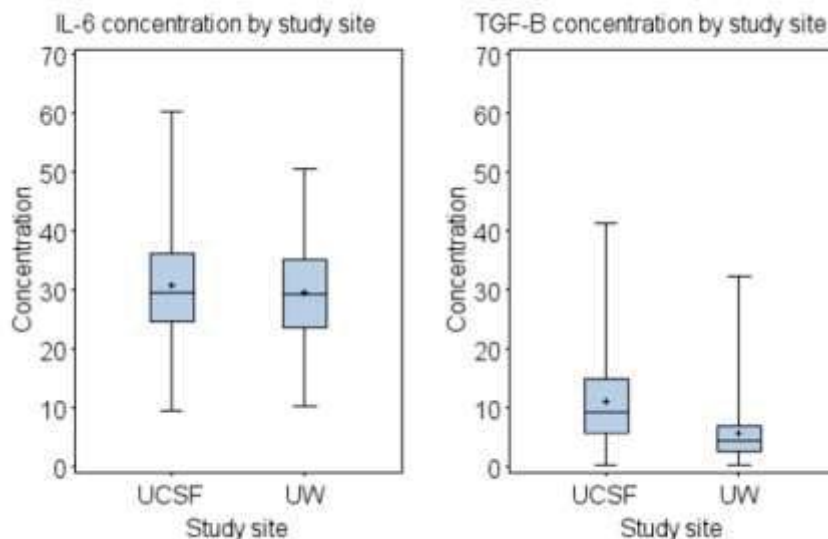 IL-6 concentration by study site
70
60
50
40
30
20
10
0
Concentration
UCSF UW
Study site
TGF-B concentration by study site
70
60
50
40
30
20
10
0
Concentration
UCSF UW
Study site